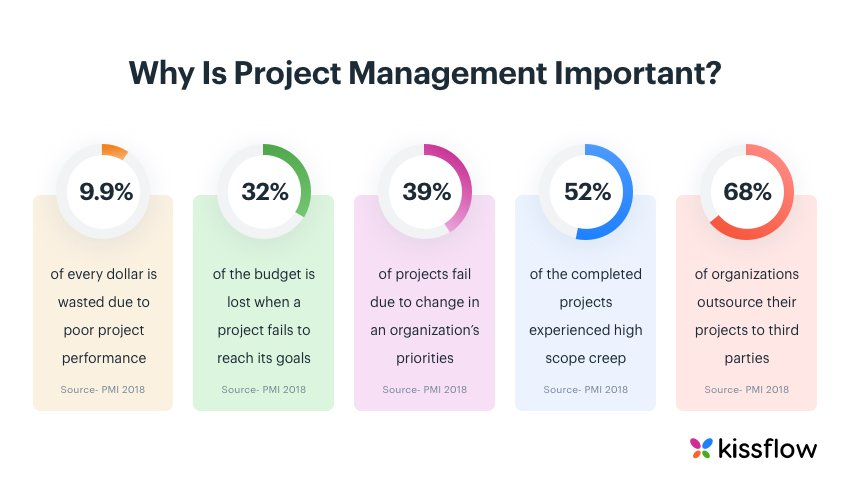 Why Is Project Management Important?
9.9%
of every dollar is
wasted due to
poor project
performance
Source- PMI 2018
32%
of the budget is
lost when a
project fails to
reach its goals
Source- PMI 2018
39%
of projects fail
due to change in
an organization’s
priorities
Source- PMI 2018
52%
of the completed
projects
experienced high
scope creep
Source- PMI 2018
68%
of organizations
outsource their
projects to third
parties
Source- PMI 2018
kissflow